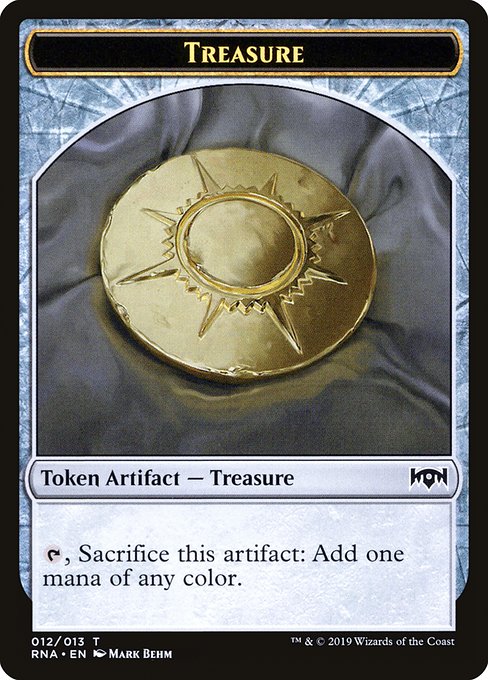 Treasure
Token Artifact — Treasure
, Sacrifice this artifact: Add one
mana of any color.
012/013 T
RNA • EN Mark Behm
™ & © 2019 Wizards of the Coast